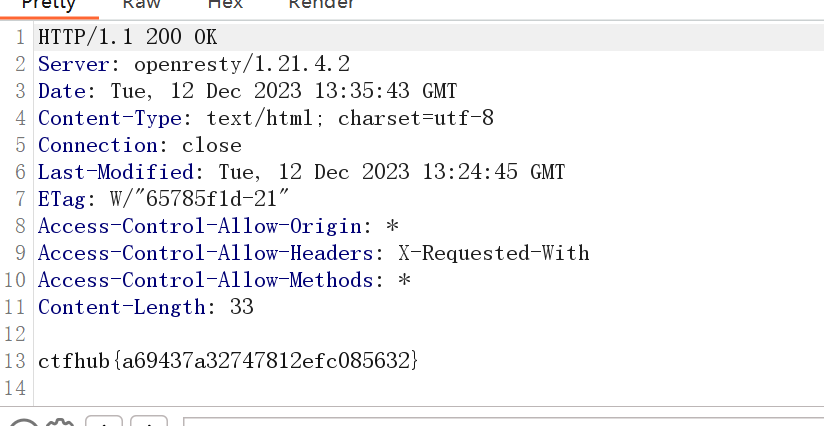 Pretty Raw Hex Render
1 HTTP/1.1 200 OK
2 Server: openresty/1.21.4.2
3 Date: Tue, 12 Dec 2023 13:35:43 GMT
4 Content-Type: text/html; charset=utf-8
5 Connection: close
6 Last-Modified: Tue, 12 Dec 2023 13:24:45 GMT
7 ETag: W/"65785f1d-21"
8 Access-Control-Allow-Origin: *
9 Access-Control-Allow-Headers: X-Requested-With
10 Access-Control-Allow-Methods: *
11 Content-Length: 33
12
13 ctfhub{a69437a32747812efc085632}
14